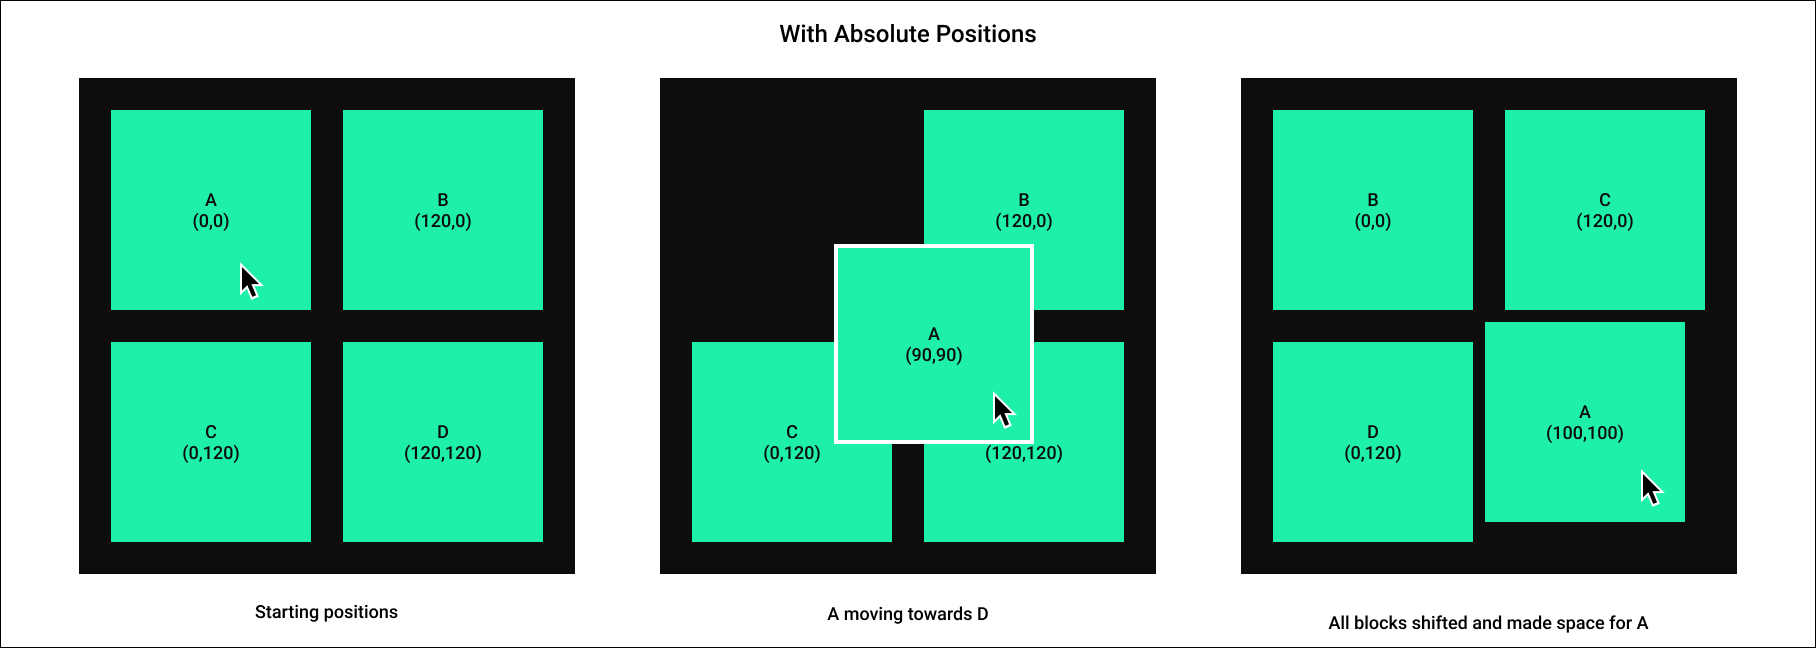 With Absolute Positions
A
(0,0)
B
(120,0)
C
(0,120)
D
(120,120)
Starting positions
B
(120,0)
A
(90,90)
C
(0,120)
(120,120)
A moving towards D
B
(0,0)
C
(120,0)
D
(0,120)
A
(100,100)
All blocks shifted and made space for A